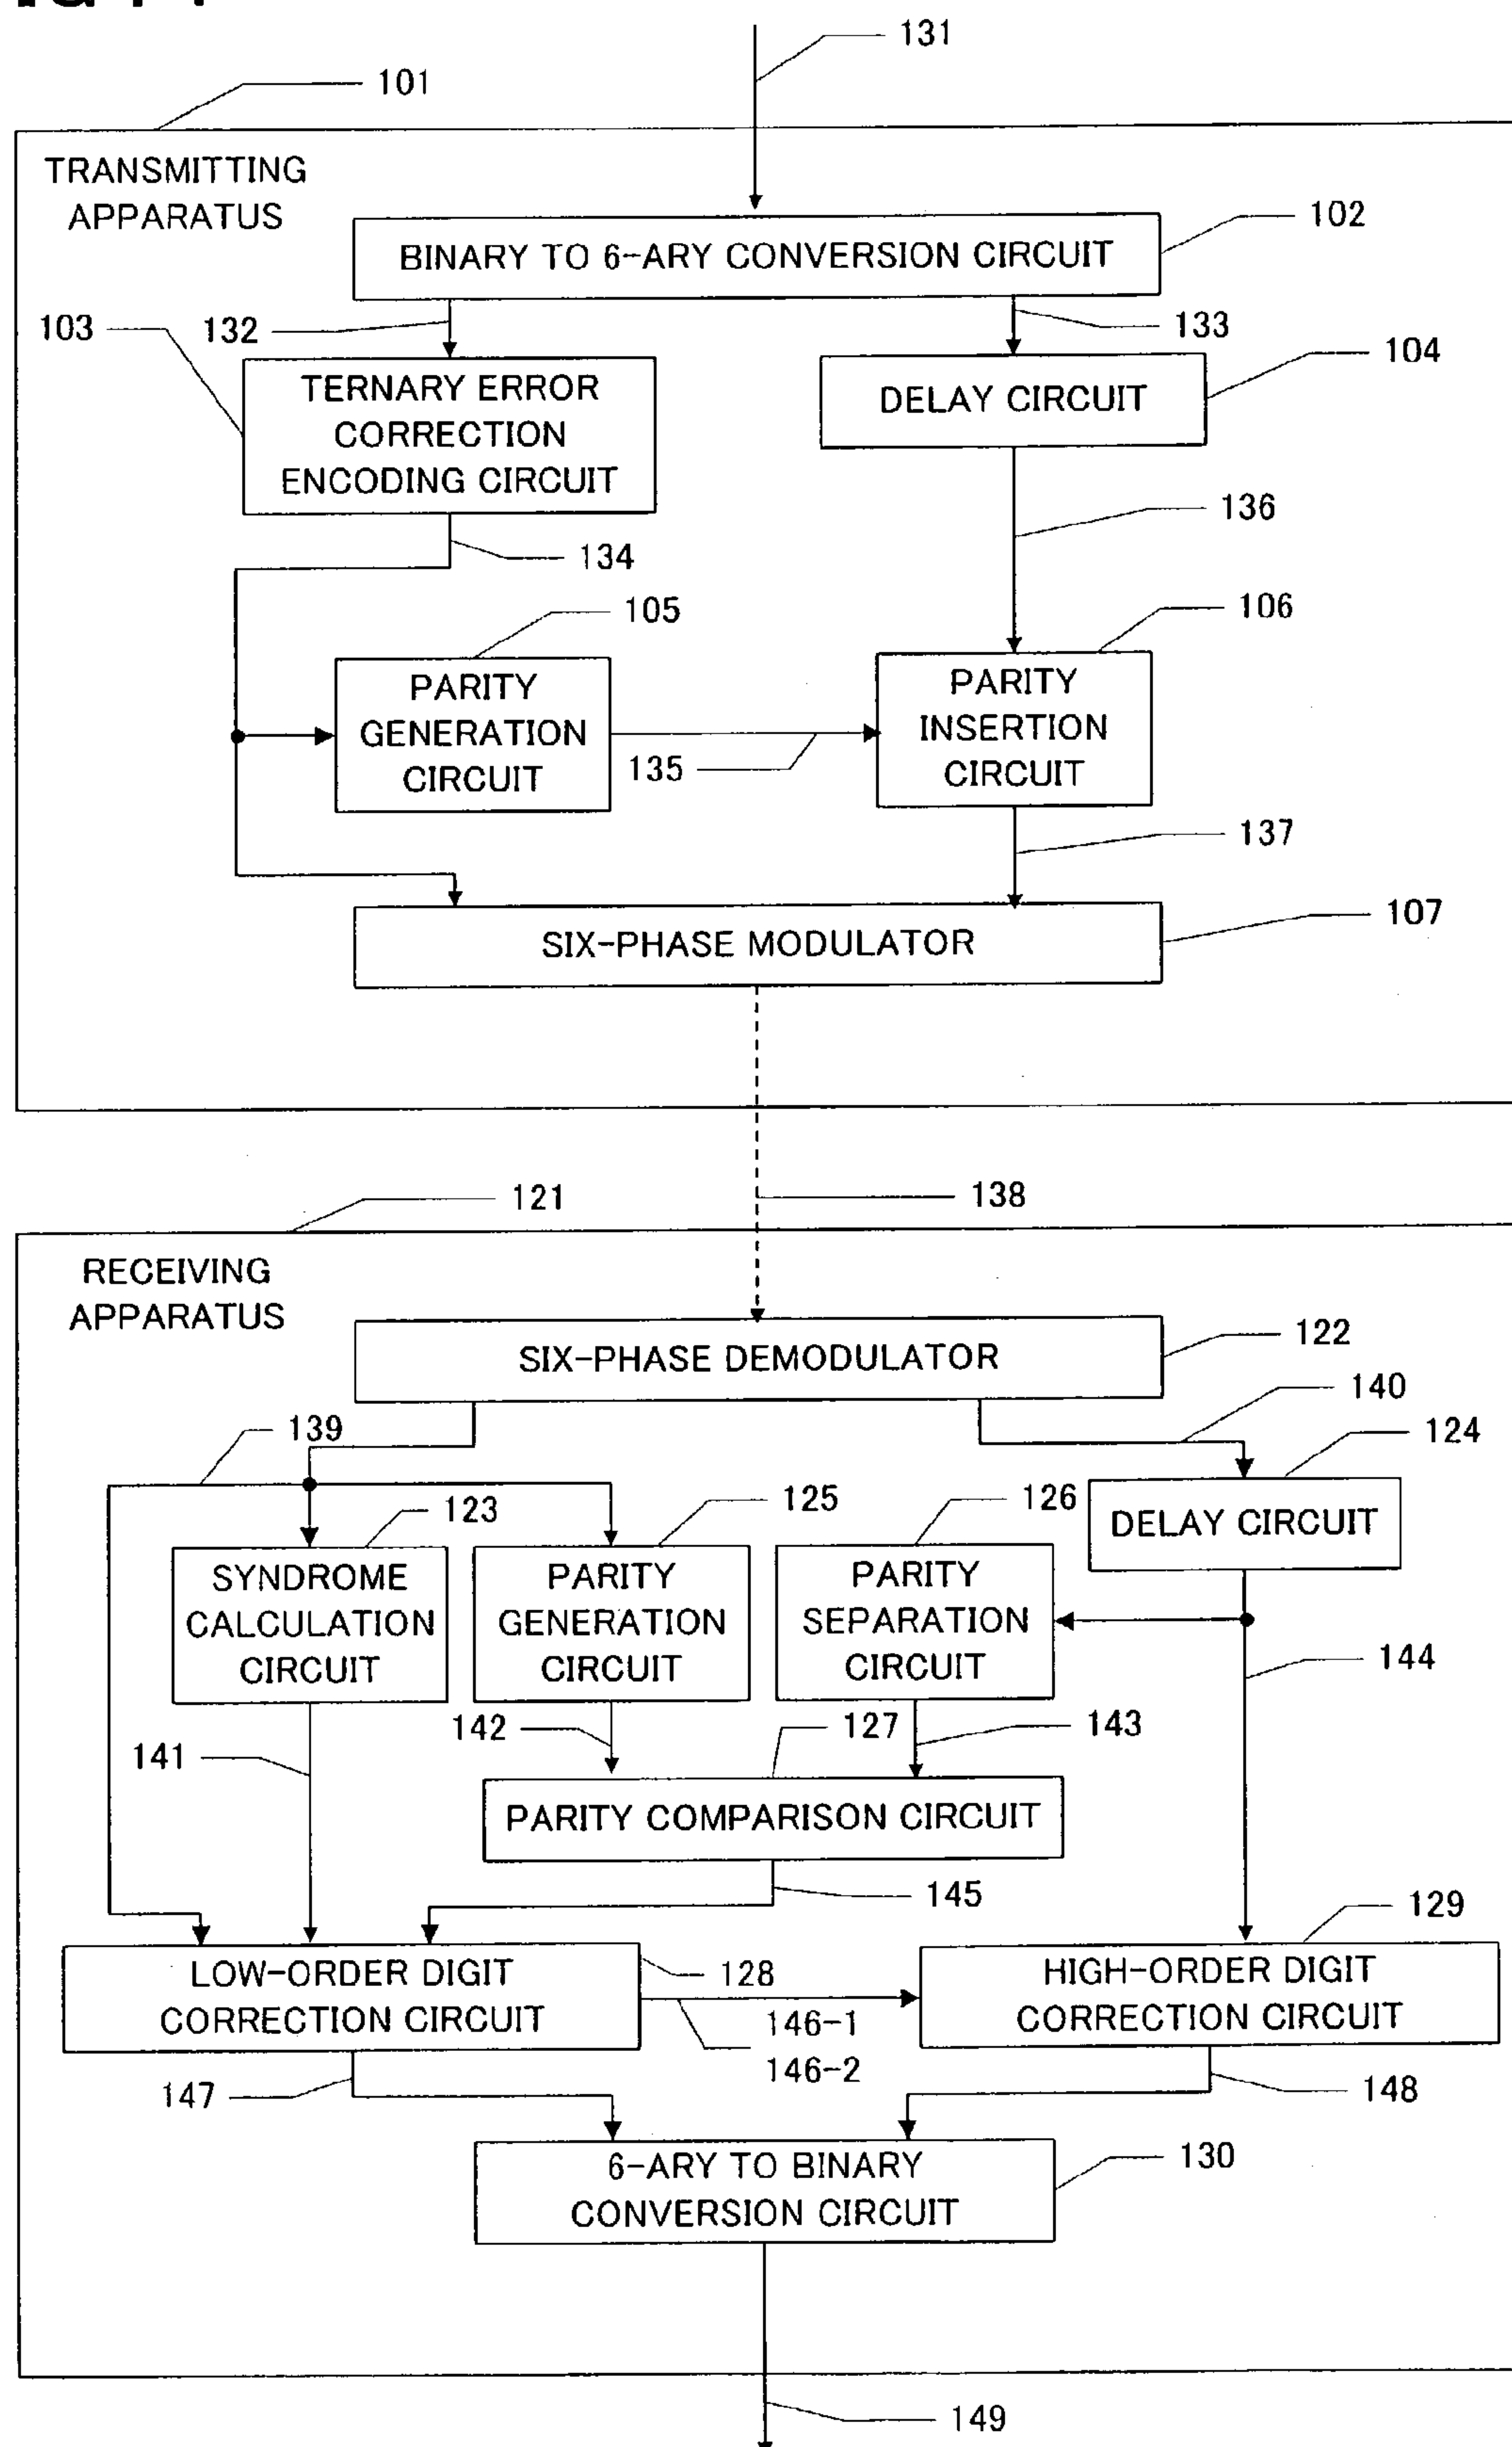 131
101
TRANSMITTING
APPARATUS
102
BINARY TO 6-ARY CONVERSION CIRCUIT
103
132
133
104
TERNARY ERROR
CORRECTION
ENCODING CIRCUIT
DELAY CIRCUIT
136
134
105
106
PARITY
GENERATION
CIRCUIT
PARITY
INSERTION
CIRCUIT
135
137
107
SIX-PHASE MODULATOR
121
138
RECEIVING
APPARATUS
122
SIX-PHASE DEMODULATOR
140
139
124
123
125
126
DELAY CIRCUIT
SYNDROME
CALCULATION
CIRCUIT
PARITY
GENERATION
CIRCUIT
PARITY
SEPARATION
CIRCUIT
144
142
127
143
141
PARITY COMPARISON CIRCUIT
145
129
LOW-ORDER DIGIT
CORRECTION CIRCUIT
128
HIGH-ORDER DIGIT
CORRECTION CIRCUIT
146-1
146-2
147
148
6-ARY TO BINARY
CONVERSION CIRCUIT
130
149